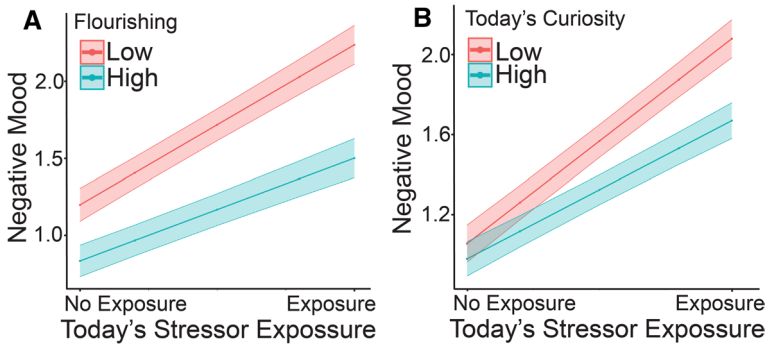 A
Flourishing
Low
High
Negative Mood
2.0
1.5
1.0
No Exposure
Exposure
Today's Stressor Expossure
B
Today's Curiosity
Low
High
Negative Mood
2.0
1.6
1.2
No Exposure
Exposure
Today's Stressor Expossure